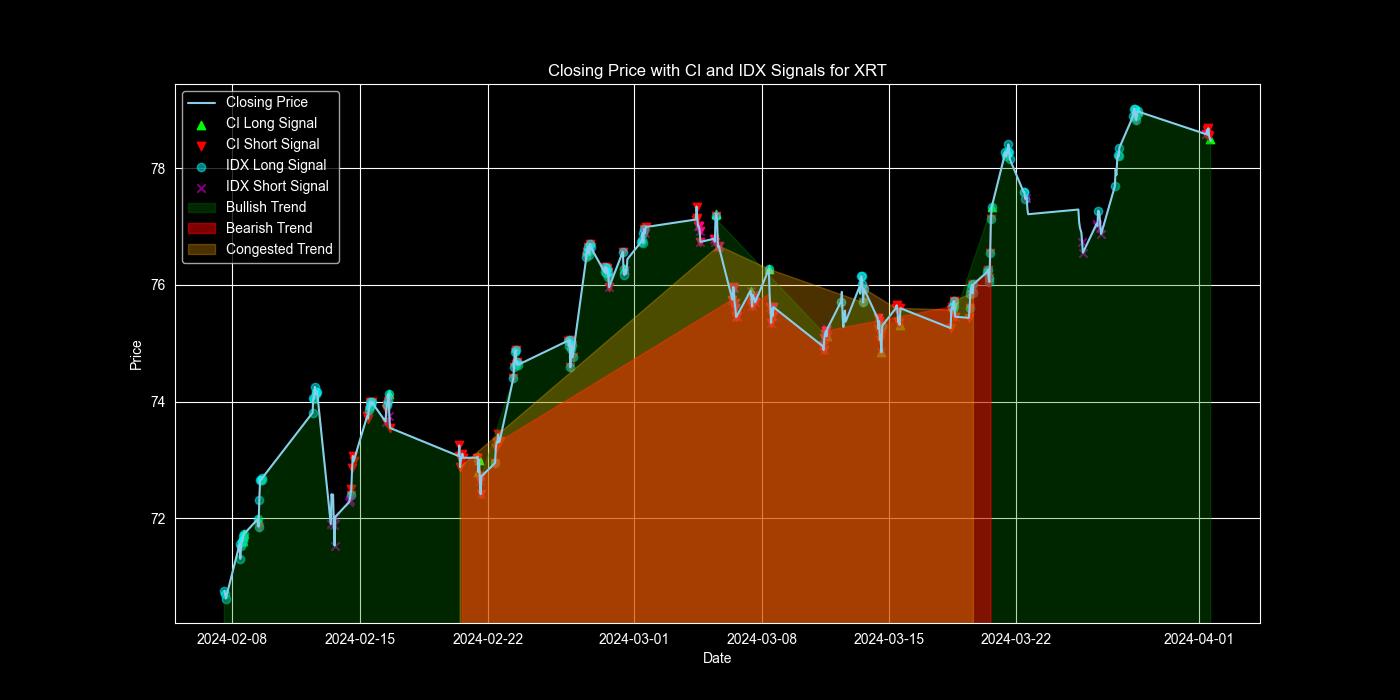 Closing Price with CI and IDX Signals for XRT
Closing Price
CI Long Signal
CI Short Signal
IDX Long Signal
IDX Short Signal
Bullish Trend
Bearish Trend
Congested Trend
78
76
74
72
Price
2024-02-08 2024-02-15 2024-02-22 2024-03-01 2024-03-08 2024-03-15 2024-03-22 2024-04-01
Date